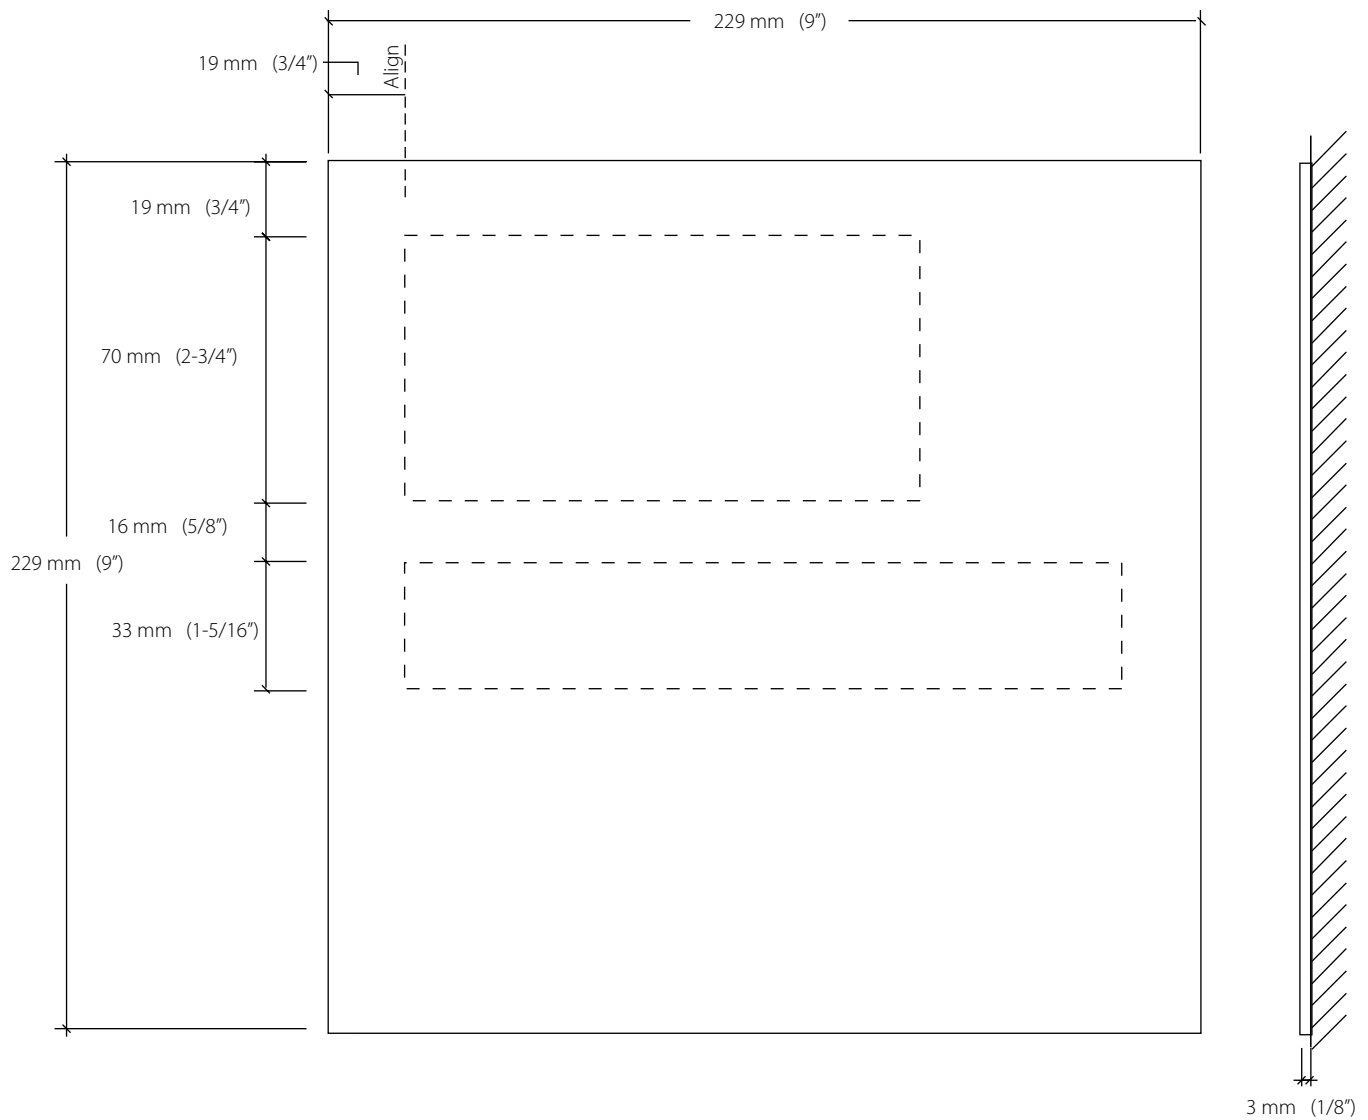 229 mm (9”)
19 mm (3/4”)
Align
19 mm (3/4”)
70 mm (2-3/4”)
16 mm (5/8”)
229 mm (9”)
33 mm (1-5/16”)
3 mm (1/8”)